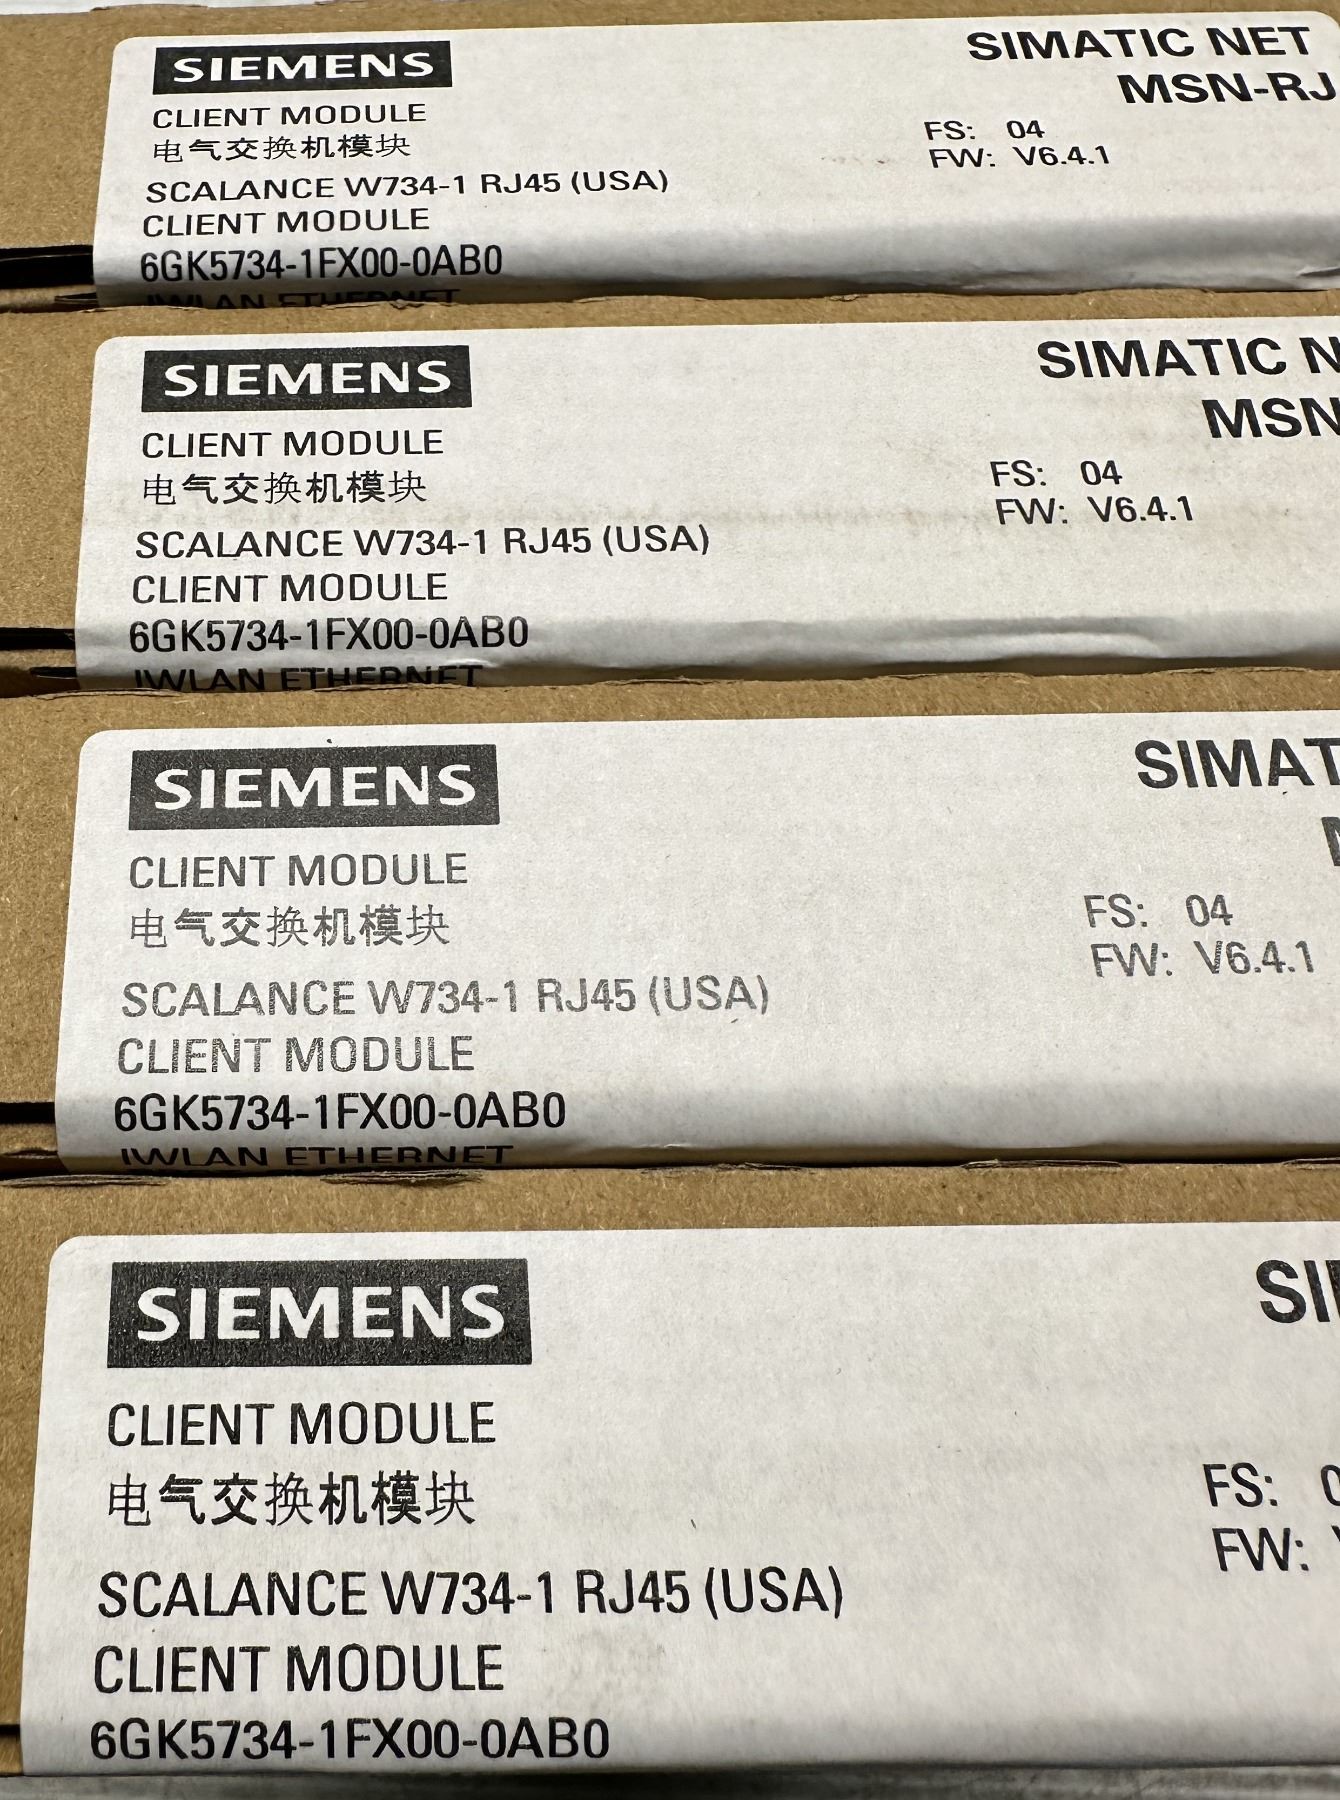 SIEMENS
SIMATIC NET
MSN-RJ
CLIENT MODULE
电气交换机模块
FS: 04
FW: V6.4.1
SCALANCE W734-1 RJ45 (USA)
CLIENT MODULE
6GK5734-1FX00-0AB0
IWLAN ETHERNET
SIEMENS
SIMATIC N
MSN
CLIENT MODULE
电气交换机模块
FS: 04
FW: V6.4.1
SCALANCE W734-1 RJ45 (USA)
CLIENT MODULE
6GK5734-1FX00-0AB0
IWLAN ETHERNET
SIEMENS
SIMAT
CLIENT MODULE
电气交换机模块
FS: 04
FW: V6.4.1
SCALANCE W734-1 RJ45 (USA)
CLIENT MODULE
6GK5734-1FX00-0AB0
IWLAN ETHERNET
SIEMENS
SI
CLIENT MODULE
电气交换机模块
FS: 0
FW:
SCALANCE W734-1 RJ45 (USA)
CLIENT MODULE
6GK5734-1FX00-0AB0